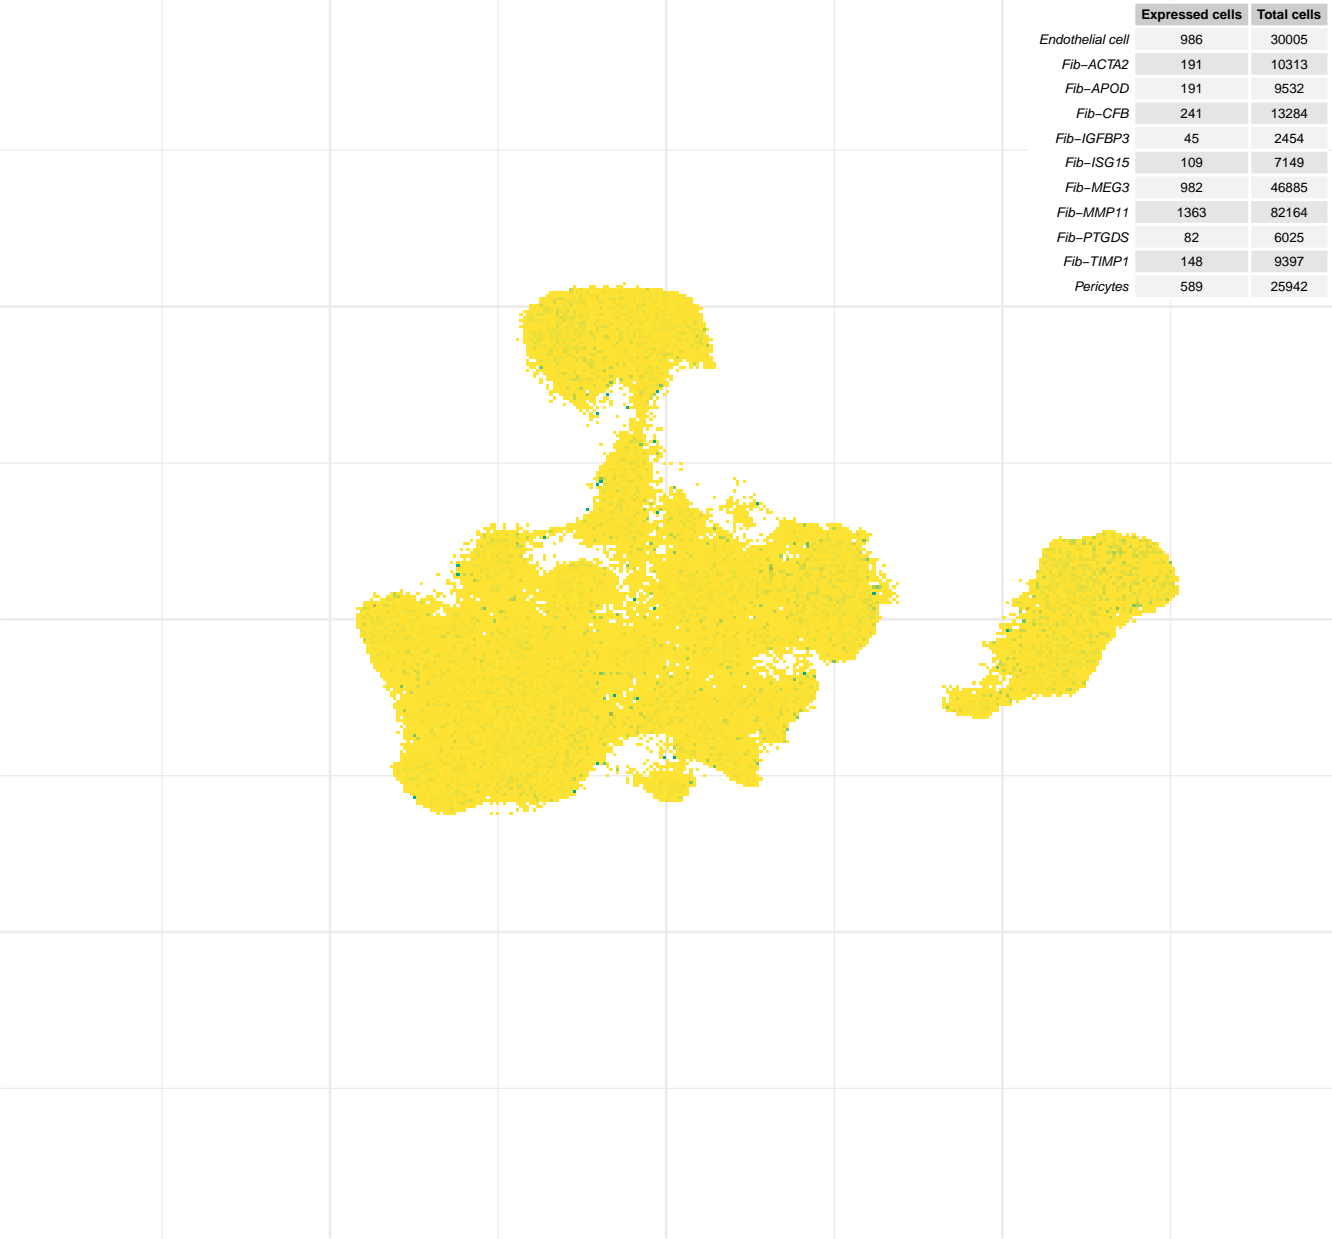 Expressed cells Total cells
Endothelial cell 986 30005
Fib−ACTA2 191 10313
Fib−APOD 191 9532
Fib−CFB 241 13284
Fib−IGFBP3 45 2454
Fib−ISG15 109 7149
Fib−MEG3 982 46885
Fib−MMP11 1363 82164
Fib−PTGDS 82 6025
Fib−TIMP1 148 9397
Pericytes 589 25942